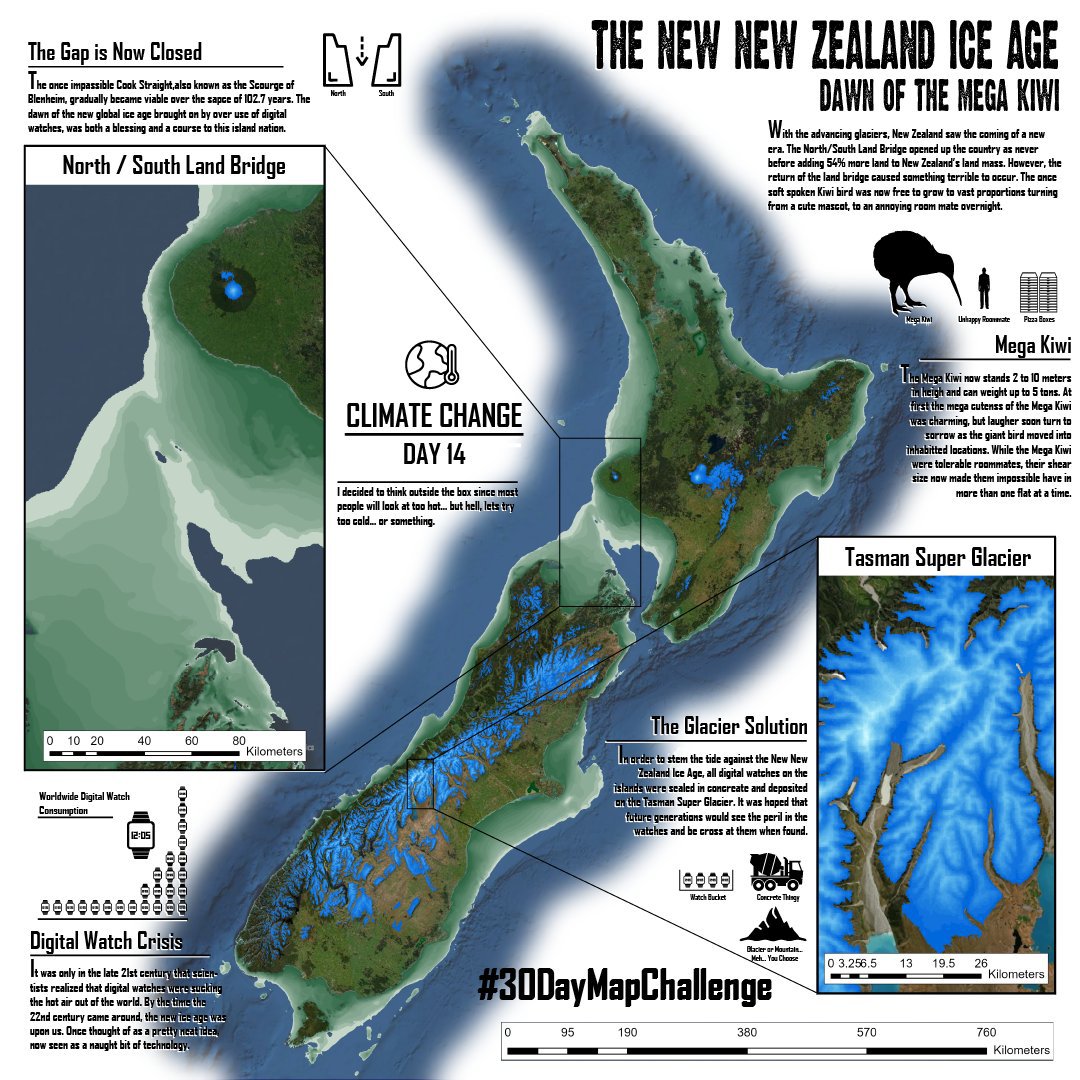 THE NEW NEW ZEALAND ICE AGE
DAWN OF THE MEGA KIWI
With the advancing glaciers, New Zealand saw the coming of a new
era. The North/South Land Bridge opened up the country as never
before adding 54% more land to New Zealand's land mass. However, the
return of the land bridge caused something terrible to occur. The once
soft spoken Kiwi bird was now free to grow to vast proportions turning
from a cute mascot, to an annoying room mate overnight.
Mega Kiwi
Unhappy Roommate
Pizza Boxes
Mega Kiwi
The Mega Kiwi now stands 2 to 10 meters
in heigh and can weight up to 5 tons. At
first the mega cutenss of the Mega Kiwi
was charming, but laugher soon turn to
sorrow as the giant bird moved into
inhabitted locations. While the Mega Kiwi
were tolerable roommates, their shear
size now made them impossible have in
more than one flat at a time.
The Gap is Now Closed
The once impassible Cook Straight,also known as the Scourge of
Blenheim, gradually became viable over the sapce of 102.7 years. The
dawn of the new global ice age brought on by over use of digital
watches, was both a blessing and a course to this island nation.
North
South
North / South Land Bridge
0 10 20 40 60 80
Kilometers
CLIMATE CHANGE
DAY 14
I decided to think outside the box since most
people will look at too hot... but hell, lets try
too cold... or something.
Tasman Super Glacier
0 3.25 6.5 13 19.5 26
Kilometers
The Glacier Solution
In order to stem the tide against the New New
Zealand Ice Age, all digital watches on the
islands were sealed in concreate and deposited
on the Tasman Super Glacier. It was hoped that
future generations would see the peril in the
watches and be cross at them when found.
Watch Bucket
Concrete Thingy
Glacier or Mountain...
Meh... You Choose
Worldwide Digital Watch
Consumption
12:05
Digital Watch Crisis
It was only in the late 21st century that scien-
tists realized that digital watches were sucking
the hot air out of the world. By the time the
22nd century came around, the new ice age was
upon us. Once thought of as a pretty neat idea,
now seen as a naught bit of technology.
#30DayMapChallenge
0 95 190 380 570 760
Kilometers